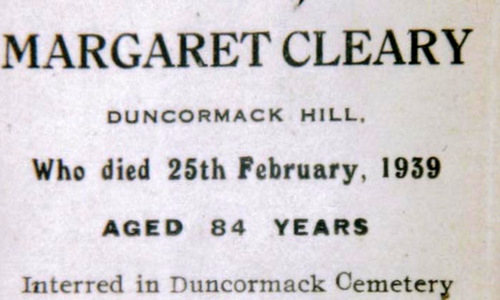 MARGARET CLEARY
DUNCORMACK HILL,
Who died 25th February, 1939
AGED 84 YEARS
Interred in Duncormack Cemetery